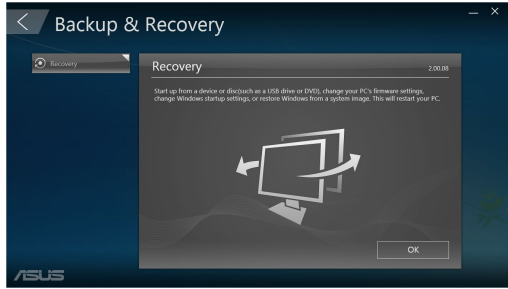 Backup & Recovery
Recovery
Recovery
2.00.08
Start up from a device or disc(such as a USB drive or DVD), change your PC's firmware settings,
change Windows startup settings, or restore Windows from a system image. This will restart your PC.
OK
ASUS